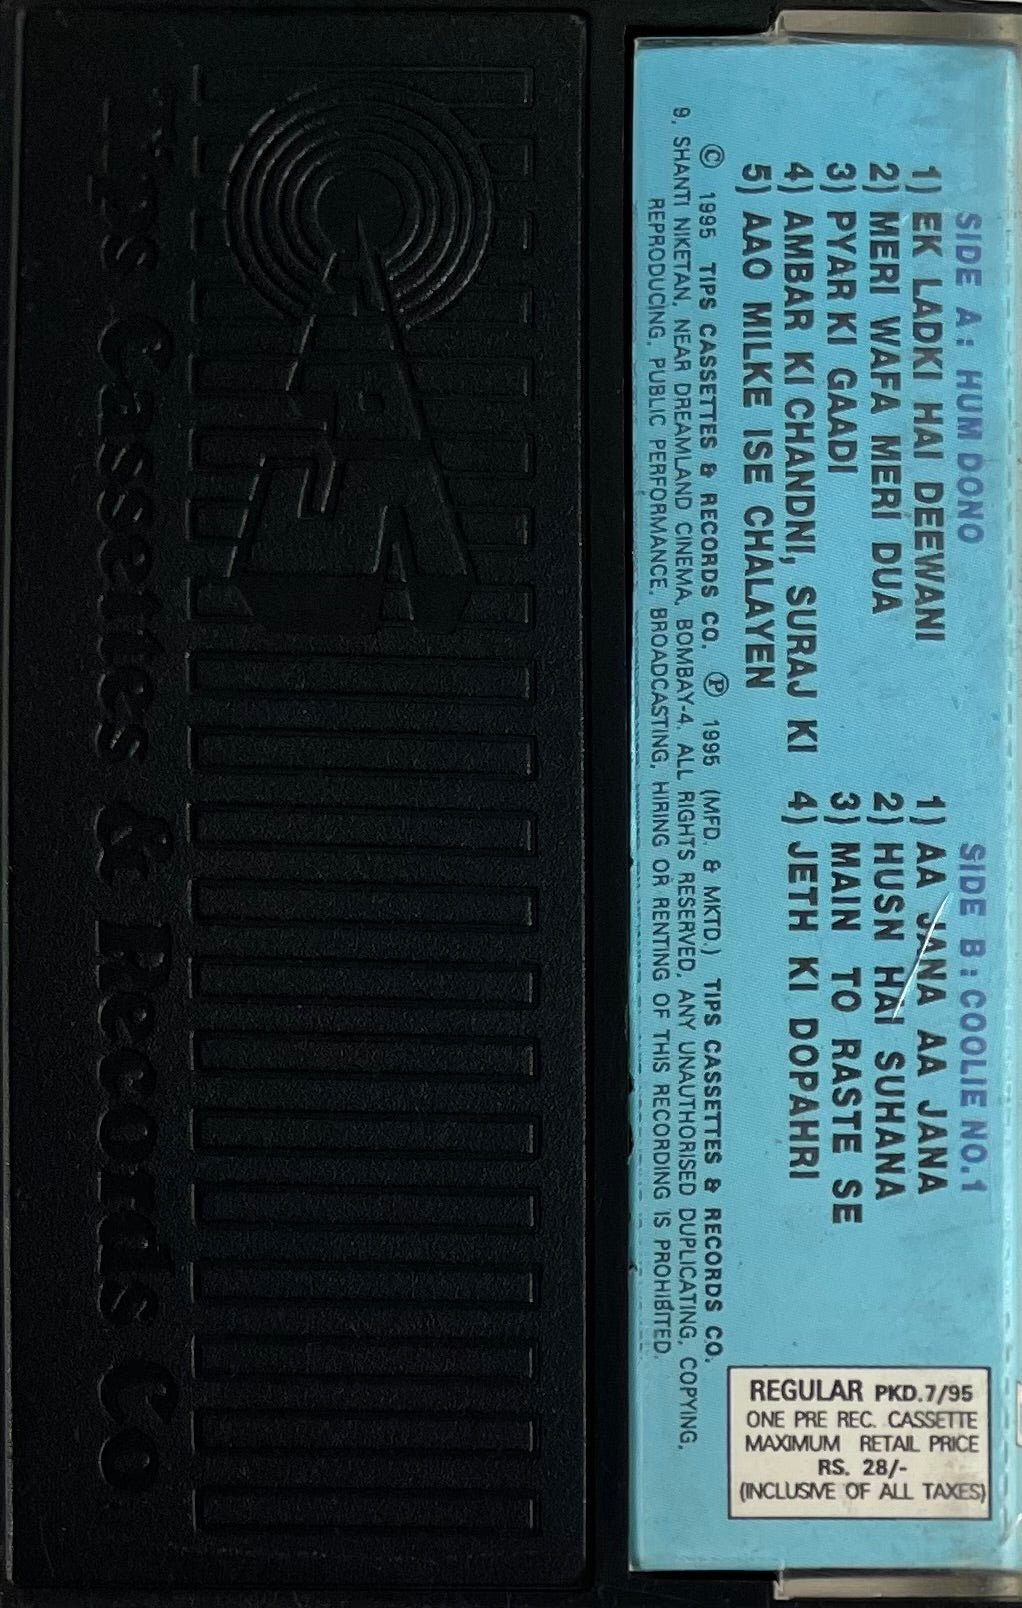 SIDE A: HUM DONO
1) EK LADKI HAI DEEWANI
2) MERI WAFA MERI DUA
3) PYAR KI GAADI
4) AMBAR KI CHANDNI, SURAJ KI
5) AAO MILKE ISE CHALAYEN
SIDE B: COOLIE NO.1
1) AA JANA AA JANA
2) HUSN HAI SUHANA
3) MAIN TO RASTE SE
4) JETH KI DOPAHRI
© 1995 TIPS CASSETTES & RECORDS CO. ℗ 1995 (MFD. & MKTD.) TIPS CASSETTES & RECORDS CO.
9, SHANTI NIKETAN, NEAR DREAMLAND CINEMA, BOMBAY-4. ALL RIGHTS RESERVED, ANY UNAUTHORISED DUPLICATING, COPYING,
REPRODUCING, PUBLIC PERFORMANCE, BROADCASTING, HIRING OR RENTING OF THIS RECORDING IS PROHIBITED.
REGULAR PKD.7/95
ONE PRE REC. CASSETTE
MAXIMUM RETAIL PRICE
RS. 28/-
(INCLUSIVE OF ALL TAXES)
Tips Cassettes & Records Co